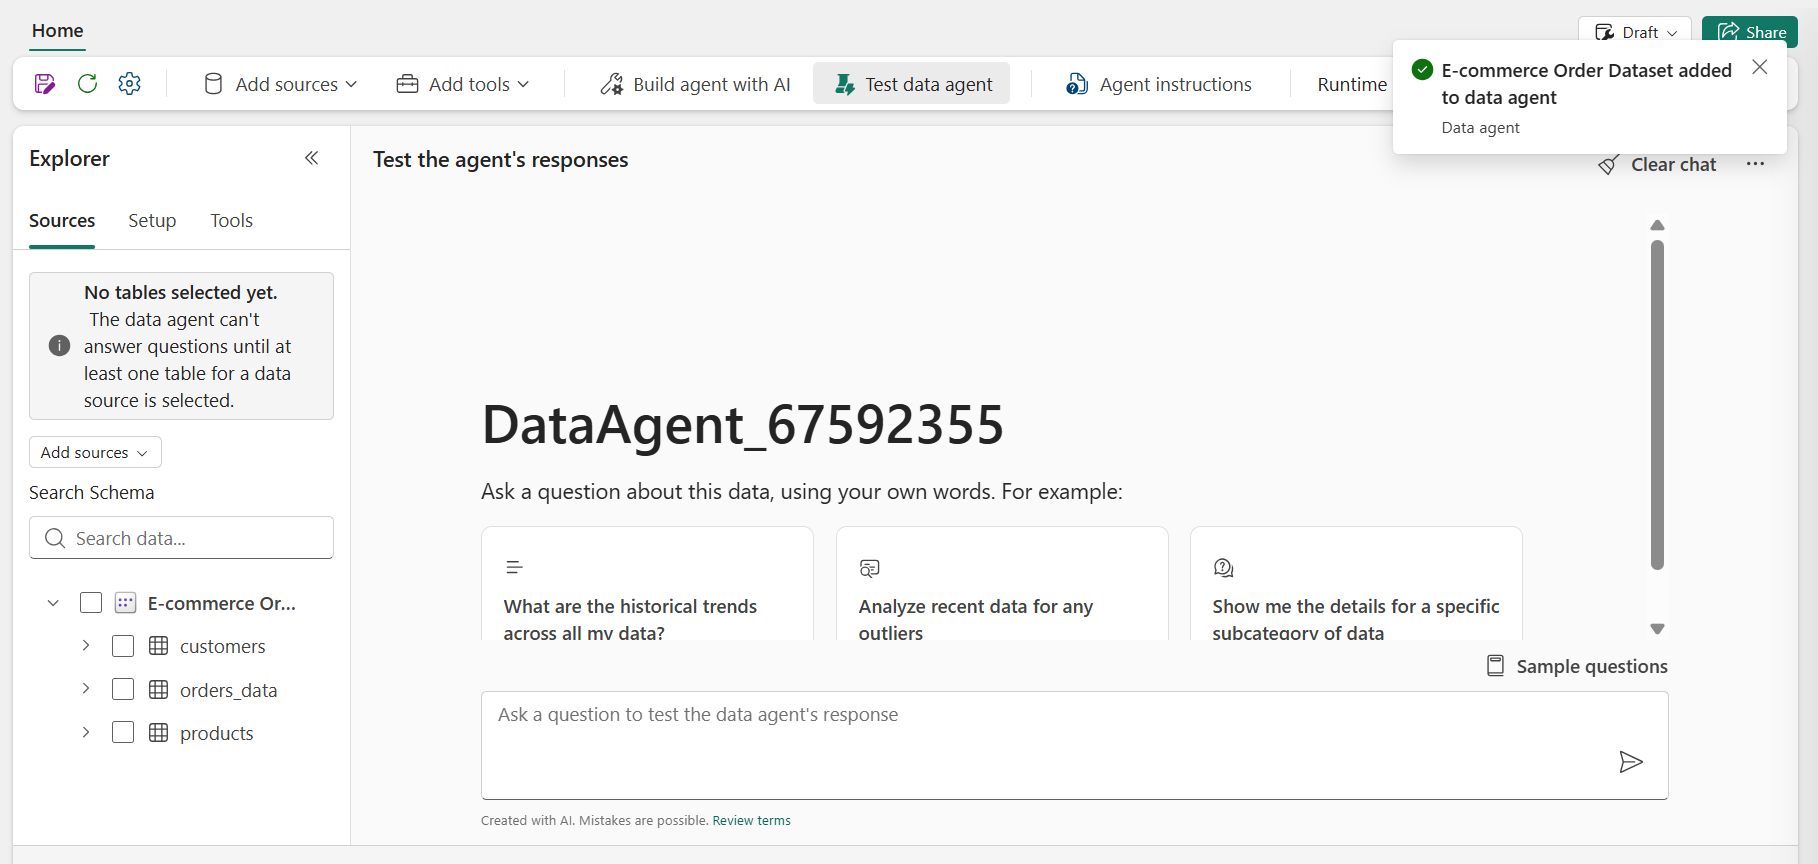 Home
Draft
Share
Add sources
Add tools
Build agent with AI
Test data agent
Agent instructions
Runtime
E-commerce Order Dataset added
to data agent
Data agent
Explorer
Test the agent's responses
Clear chat
Sources
Setup
Tools
No tables selected yet.
The data agent can't
answer questions until at
least one table for a data
source is selected.
Add sources
Search Schema
Search data...
E-commerce Or...
customers
orders_data
products
DataAgent_67592355
Ask a question about this data, using your own words. For example:
What are the historical trends
across all my data?
Analyze recent data for any
outliers
Show me the details for a specific
subcategory of data
Sample questions
Ask a question to test the data agent's response
Created with AI. Mistakes are possible. Review terms